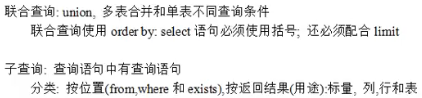 联合查询: union, 多表合并和单表不同查询条件
联合查询使用 order by: select 语句必须使用括号; 还必须配合 limit
子查询: 查询语句中有查询语句
分类: 按位置(from,where 和 exists),按返回结果(用途):标量, 列,行和表